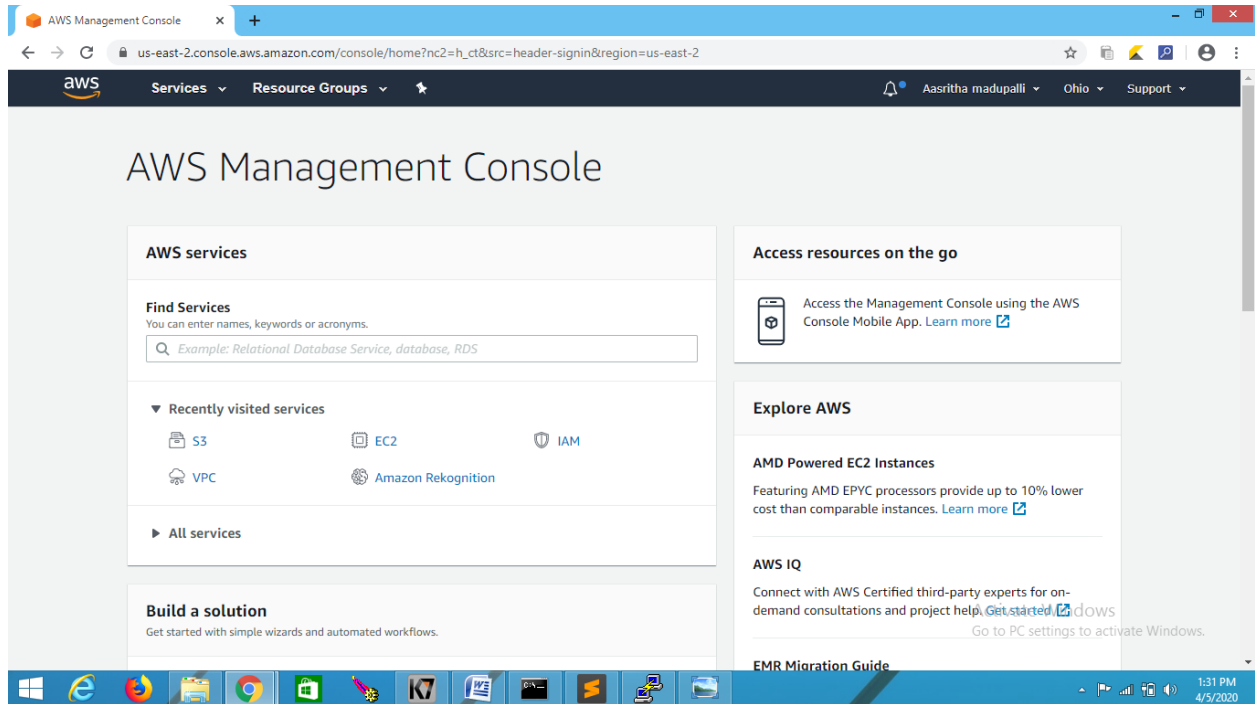 AWS Management Console
us-east-2.console.aws.amazon.com/console/home?nc2=h_ct&src=header-signin&region=us-east-2
aws
Services
Resource Groups
Aasritha madupalli
Ohio
Support
AWS Management Console
AWS services
Find Services
You can enter names, keywords or acronyms.
Example: Relational Database Service, database, RDS
Recently visited services
S3
EC2
IAM
VPC
Amazon Rekognition
All services
Build a solution
Get started with simple wizards and automated workflows.
Access resources on the go
Access the Management Console using the AWS
Console Mobile App. Learn more
Explore AWS
AMD Powered EC2 Instances
Featuring AMD EPYC processors provide up to 10% lower
cost than comparable instances. Learn more
AWS IQ
Connect with AWS Certified third-party experts for on-
demand consultations and project help. Get started
Activate Windows
Go to PC settings to activate Windows.
EMR Migration Guide
K7
C:\_
1:31 PM
4/5/2020